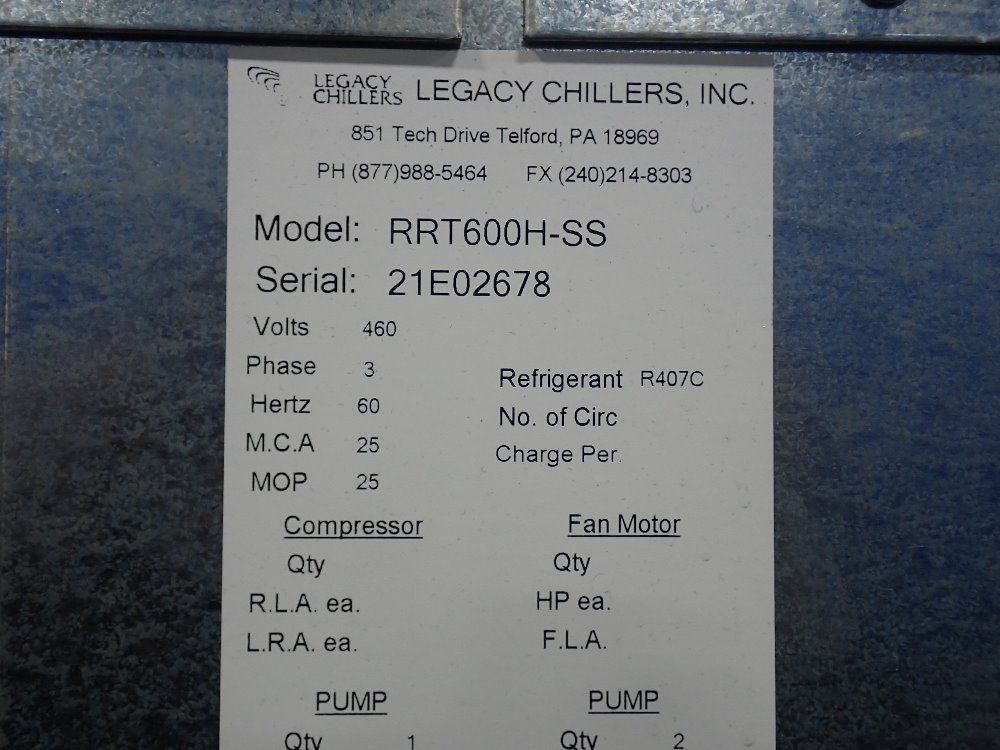 LEGACY CHILLERS LEGACY CHILLERS, INC.
851 Tech Drive Telford, PA 18969
PH (877)988-5464 FX (240)214-8303
Model: RRT600H-SS
Serial: 21E02678
Volts 460
Phase 3
Hertz 60
M.C.A 25
MOP 25
Refrigerant R407C
No. of Circ
Charge Per.
Compressor
Qty
R.L.A. ea.
L.R.A. ea.
Fan Motor
Qty
HP ea.
F.L.A.
PUMP
Qty 1
PUMP
Qty 2